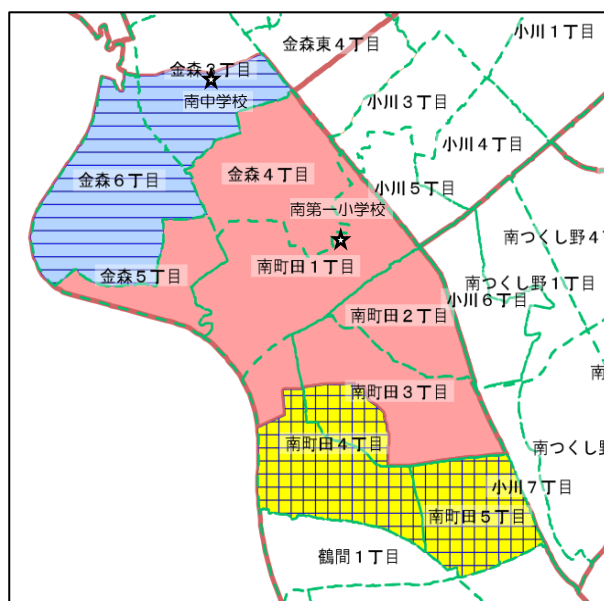 小川１丁目
金森東４丁目
金森２丁目
南中学校
小川３丁目
小川４丁目
金森６丁目
金森４丁目
小川５丁目
南第一小学校
南つくし野４丁
金森５丁目
南町田１丁目
南つくし野１丁目
小川６丁目
南町田２丁目
南
南町田３丁目
南町田４丁目
南つくし野
小川７丁目
南町田５丁目
鶴間１丁目